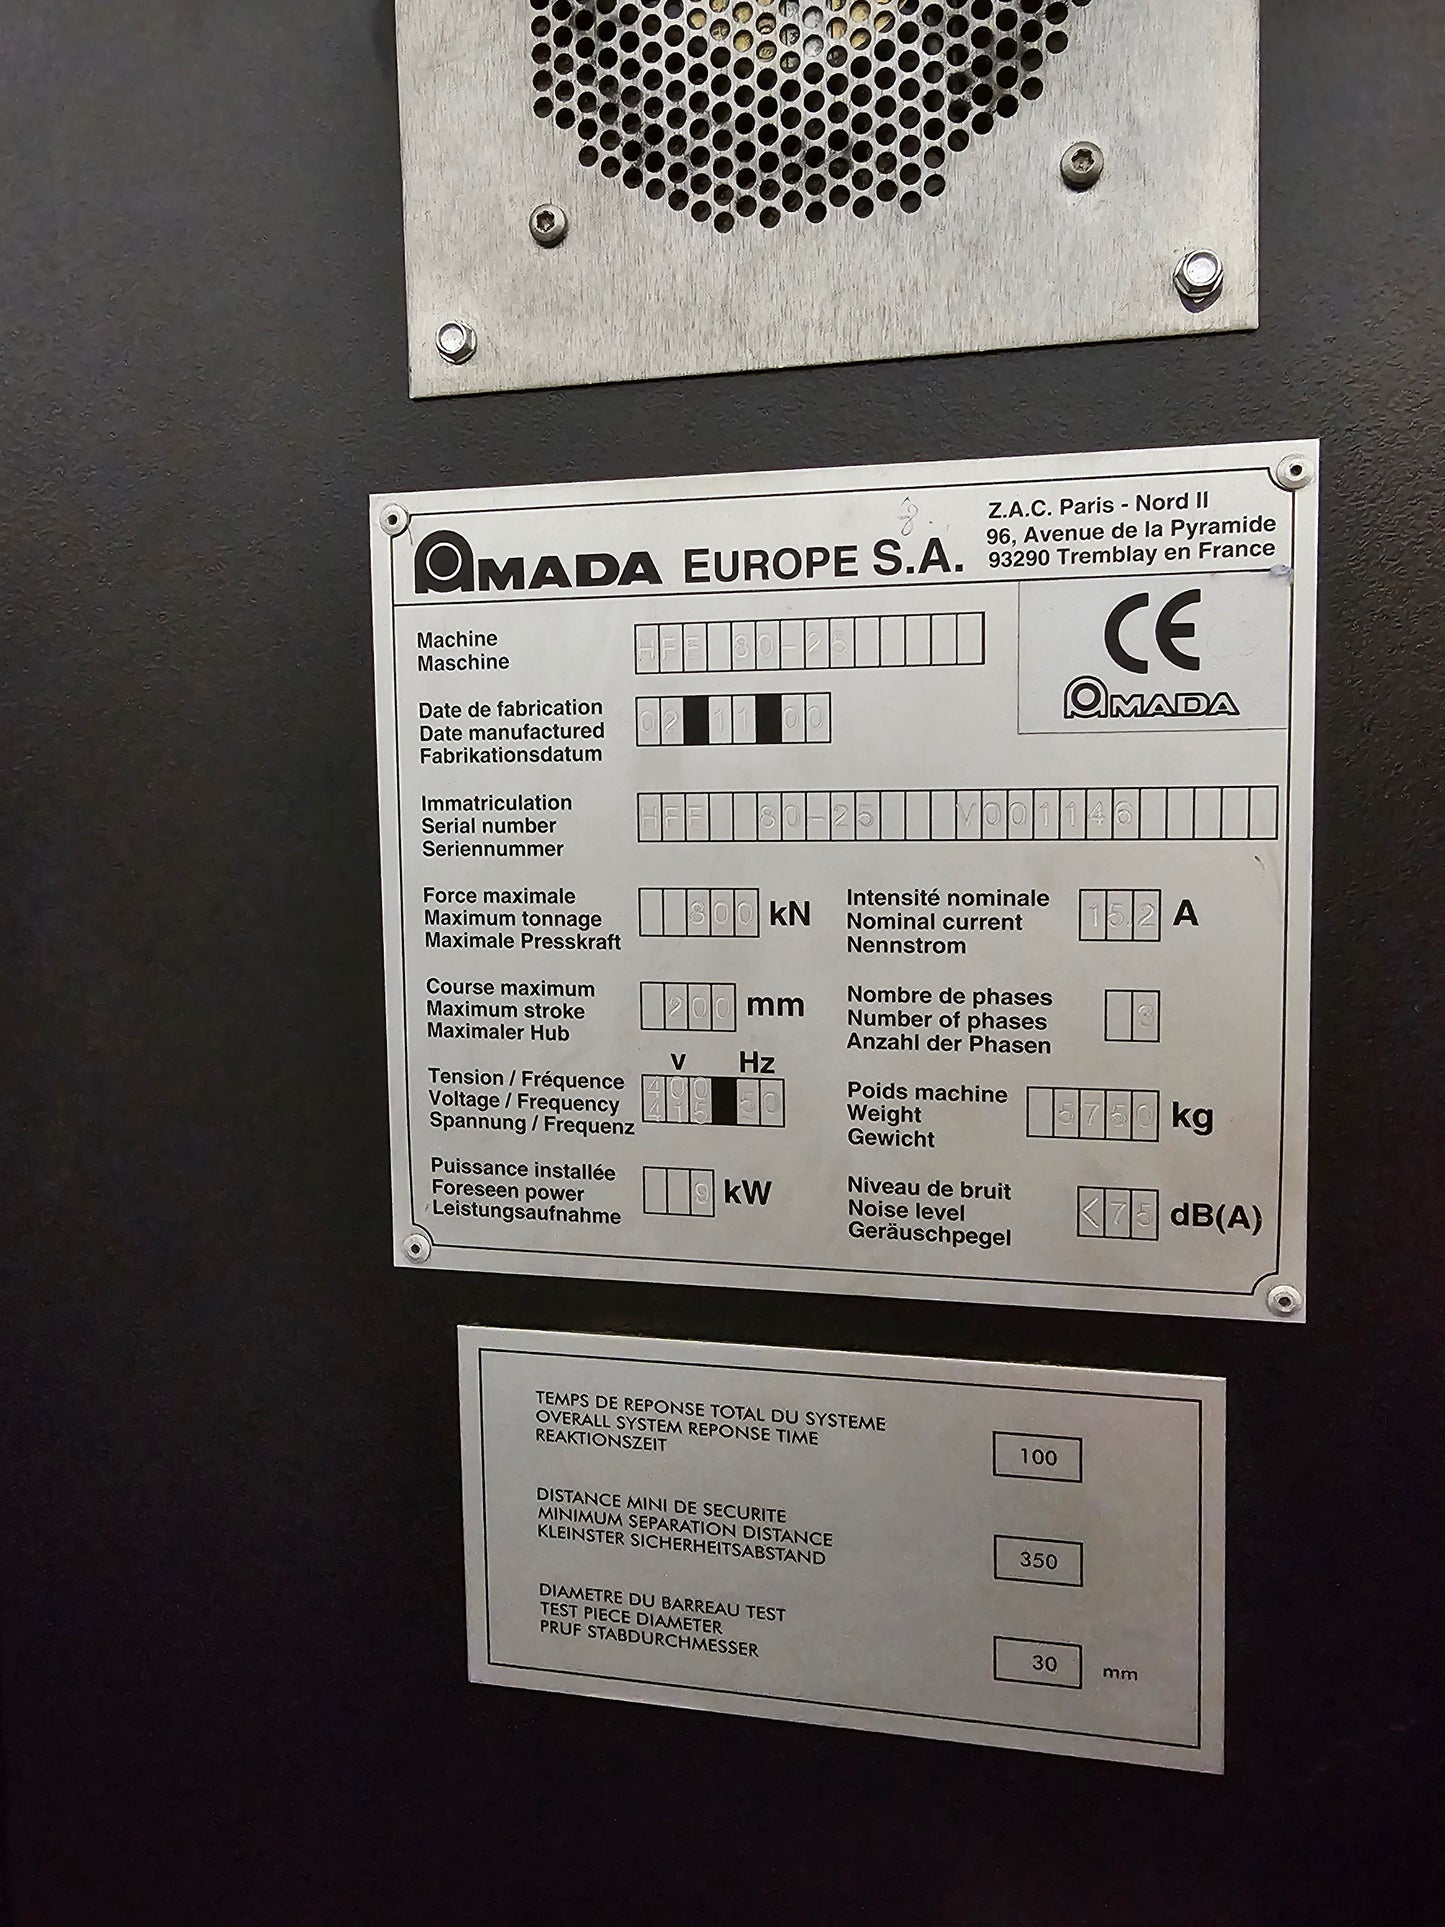 AMADA EUROPE S.A.
Z.A.C. Paris - Nord II
96, Avenue de la Pyramide
93290 Tremblay en France
Machine
Maschine
HFE 80-25
CE
AMADA
Date de fabrication
Date manufactured
Fabrikationsdatum
02 11 00
Immatriculation
Serial number
Seriennummer
HFE 80-25 V001146
Force maximale
Maximum tonnage
Maximale Presskraft
800 kN
Intensité nominale
Nominal current
Nennstrom
15.2 A
Course maximum
Maximum stroke
Maximaler Hub
200 mm
Nombre de phases
Number of phases
Anzahl der Phasen
3
V Hz
Tension / Fréquence
Voltage / Frequency
Spannung / Frequenz
400
415 50
Poids machine
Weight
Gewicht
5750 kg
Puissance installée
Foreseen power
Leistungsaufnahme
9 kW
Niveau de bruit
Noise level
Geräuschpegel
<75 dB(A)
TEMPS DE REPONSE TOTAL DU SYSTEME
OVERALL SYSTEM REPONSE TIME
REAKTIONSZEIT
100
DISTANCE MINI DE SECURITE
MINIMUM SEPARATION DISTANCE
KLEINSTER SICHERHEITSABSTAND
350
DIAMETRE DU BARREAU TEST
TEST PIECE DIAMETER
PRUF STABDURCHMESSER
30 mm